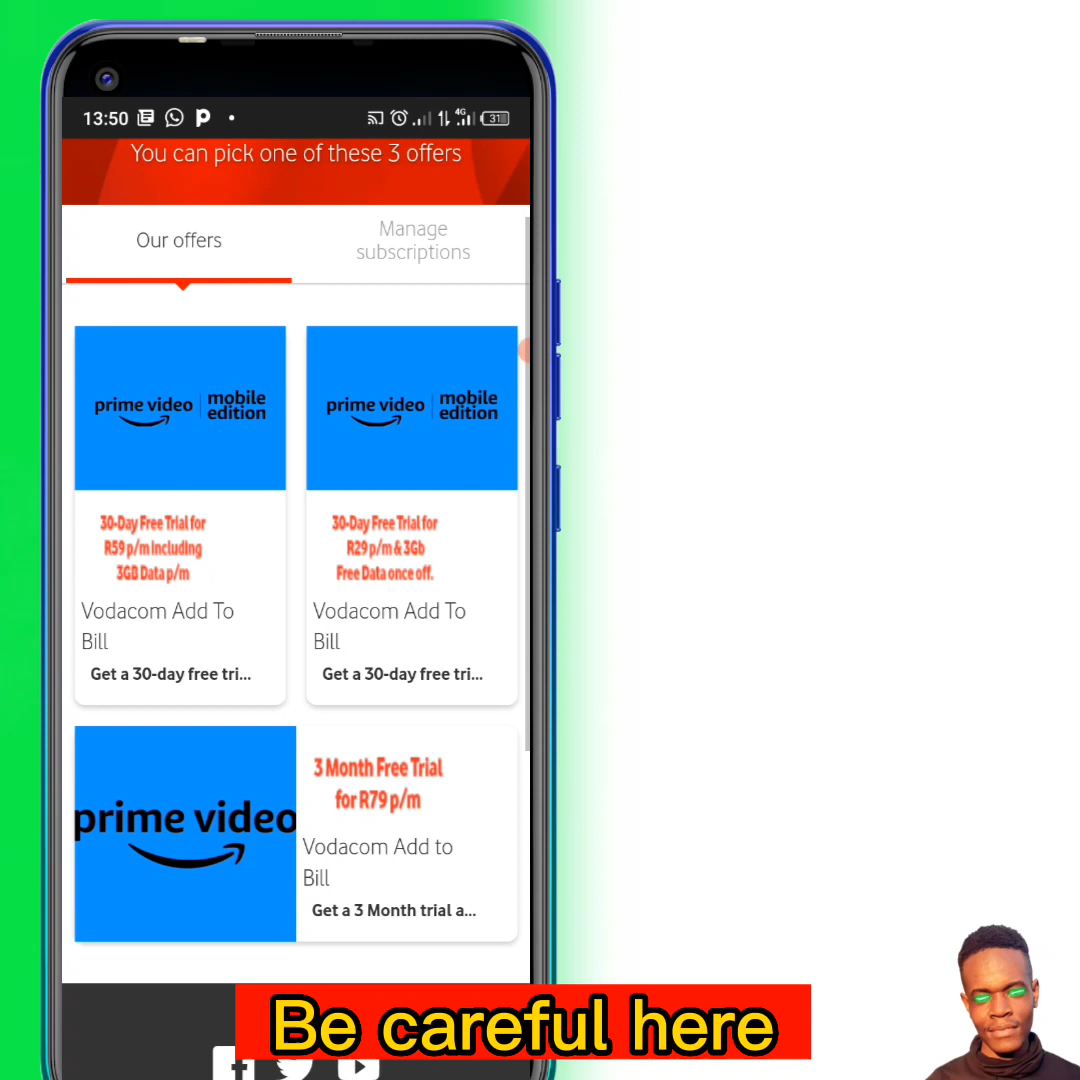 13:50
4G
31
You can pick one of these 3 offers
Our offers
Manage
subscriptions
prime video | mobile
edition
prime video | mobile
edition
30-Day Free Trial for
R59 p/m including
3GB Data p/m
Vodacom Add To
Bill
Get a 30-day free tri...
30-Day Free Trial for
R29 p/m & 3Gb
Free Data once off.
Vodacom Add To
Bill
Get a 30-day free tri...
prime video
3 Month Free Trial
for R79 p/m
Vodacom Add to
Bill
Get a 3 Month trial a...
Be careful here